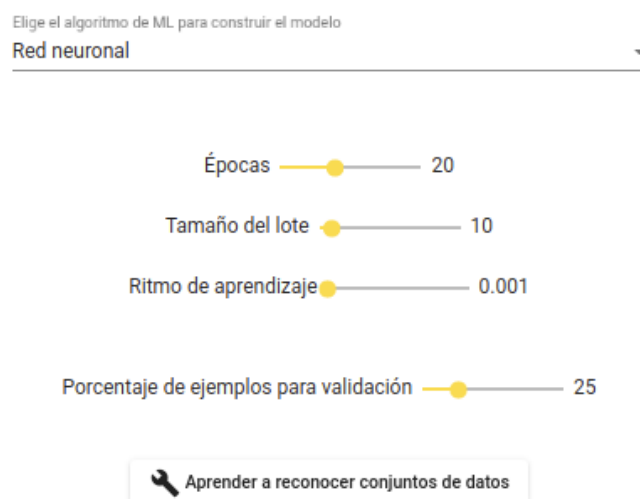 Elige el algoritmo de ML para construir el modelo
Red neuronal
Épocas 20
Tamaño del lote 10
Ritmo de aprendizaje 0.001
Porcentaje de ejemplos para validación 25
Aprender a reconocer conjuntos de datos